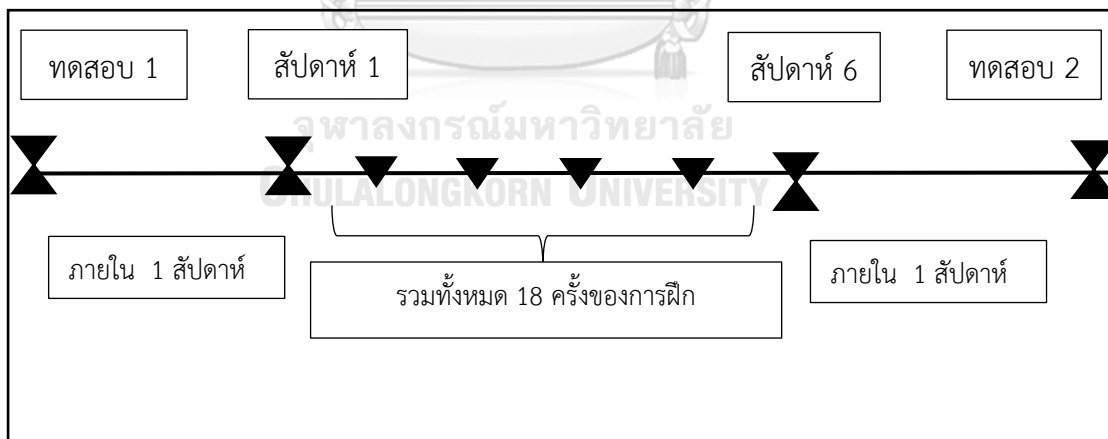 ทดสอบ 1
สัปดาห์ 1
สัปดาห์ 6
ทดสอบ 2
จุฬาลงกรณ์มหาวิทยาลัย
CHULALONGKORN UNIVERSITY
ภายใน 1 สัปดาห์
รวมทั้งหมด 18 ครั้งของการฝึก
ภายใน 1 สัปดาห์